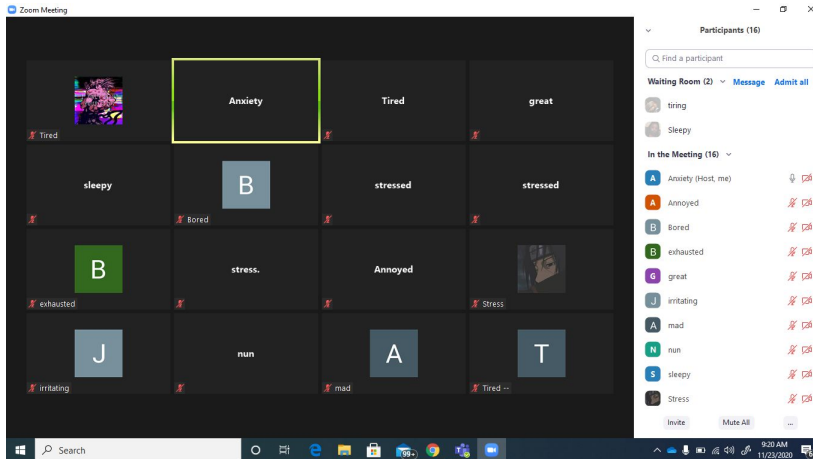 Zoom Meeting
Tired
Anxiety
Tired
great
sleepy
B
Bored
stressed
stressed
B
exhausted
stress.
Annoyed
Stress
J
irritating
nun
A
mad
T
Tired --
Participants (16)
Find a participant
Waiting Room (2) Message Admit all
tiring
Sleepy
In the Meeting (16)
A Anxiety (Host, me)
A Annoyed
B Bored
B exhausted
G great
J irritating
A mad
N nun
S sleepy
Stress
Invite Mute All ...
Search
99+
9:20 AM
11/23/2020